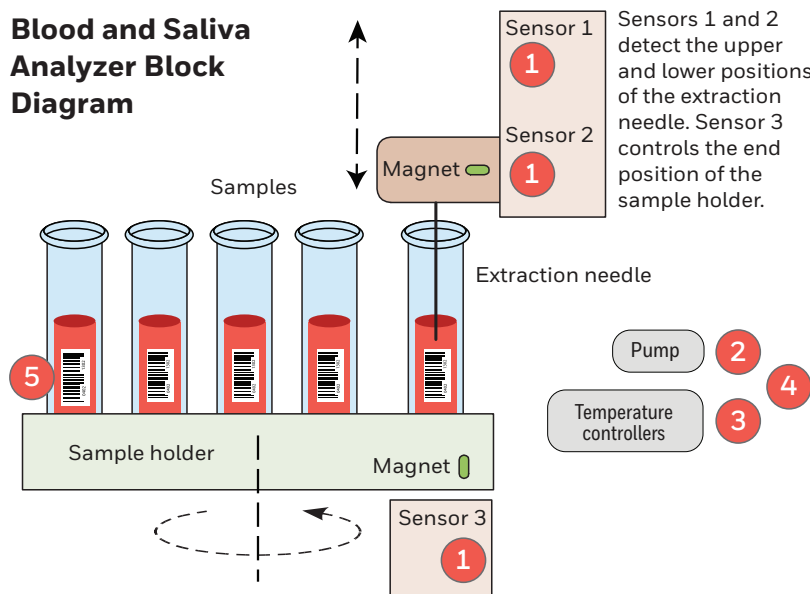 Blood and Saliva
Analyzer Block
Diagram
Sensor 1
1
Sensor 2
1
Sensors 1 and 2
detect the upper
and lower positions
of the extraction
needle. Sensor 3
controls the end
position of the
sample holder.
Magnet
Samples
Extraction needle
Pump
2
4
Temperature
controllers
3
5
Sample holder
Magnet
Sensor 3
1